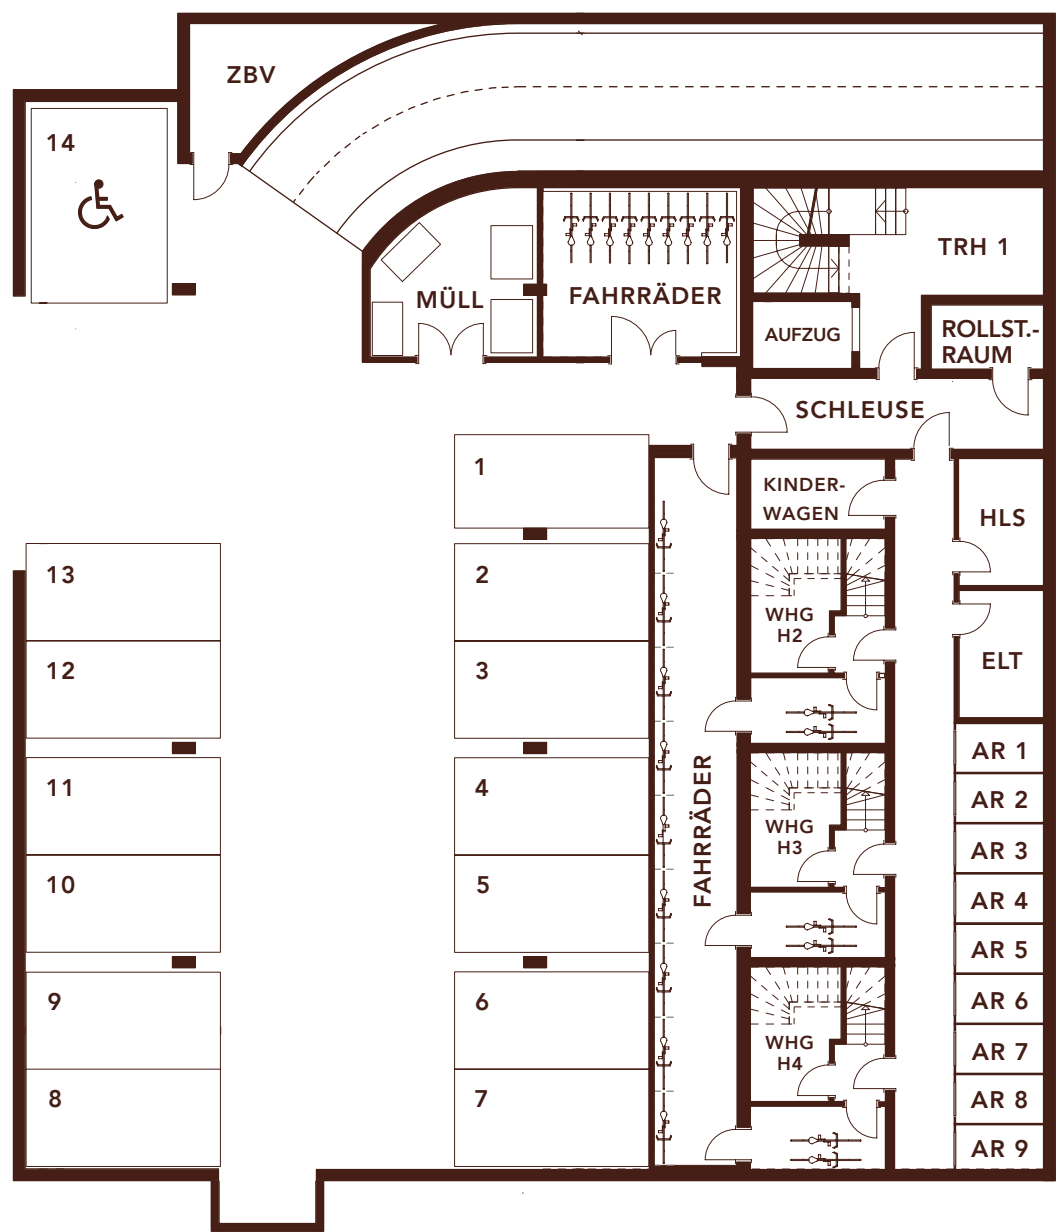 ZBV
14
TRH 1
MÜLL
FAHRRÄDER
AUFZUG
ROLLST.-
RAUM
SCHLEUSE
1
KINDER-
WAGEN
HLS
13
2
WHG
H2
12
3
ELT
FAHRRÄDER
AR 1
11
4
AR 2
WHG
H3
AR 3
10
5
AR 4
AR 5
9
6
AR 6
WHG
H4
AR 7
8
7
AR 8
AR 9